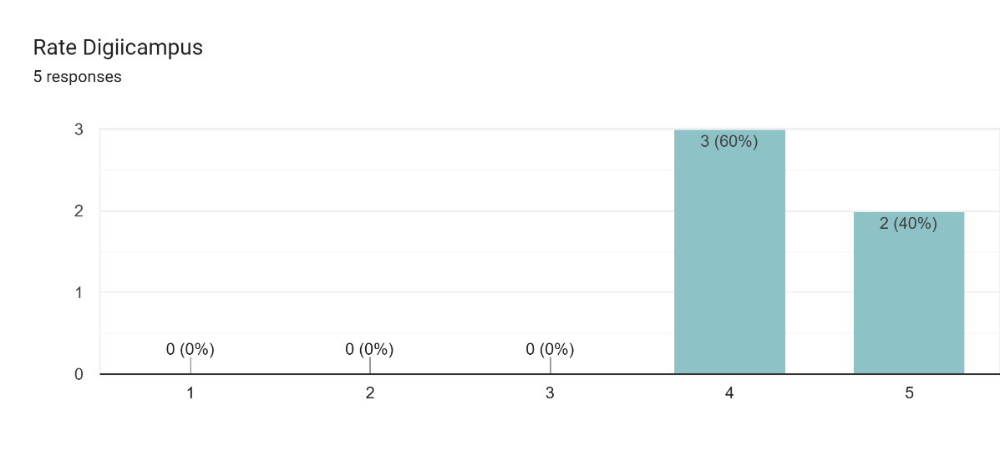 Rate Digiicampus
5 responses
3
3 (60%)
2
2 (40%)
1
0 (0%) 0 (0%) 0 (0%)
0
1 2 3 4 5